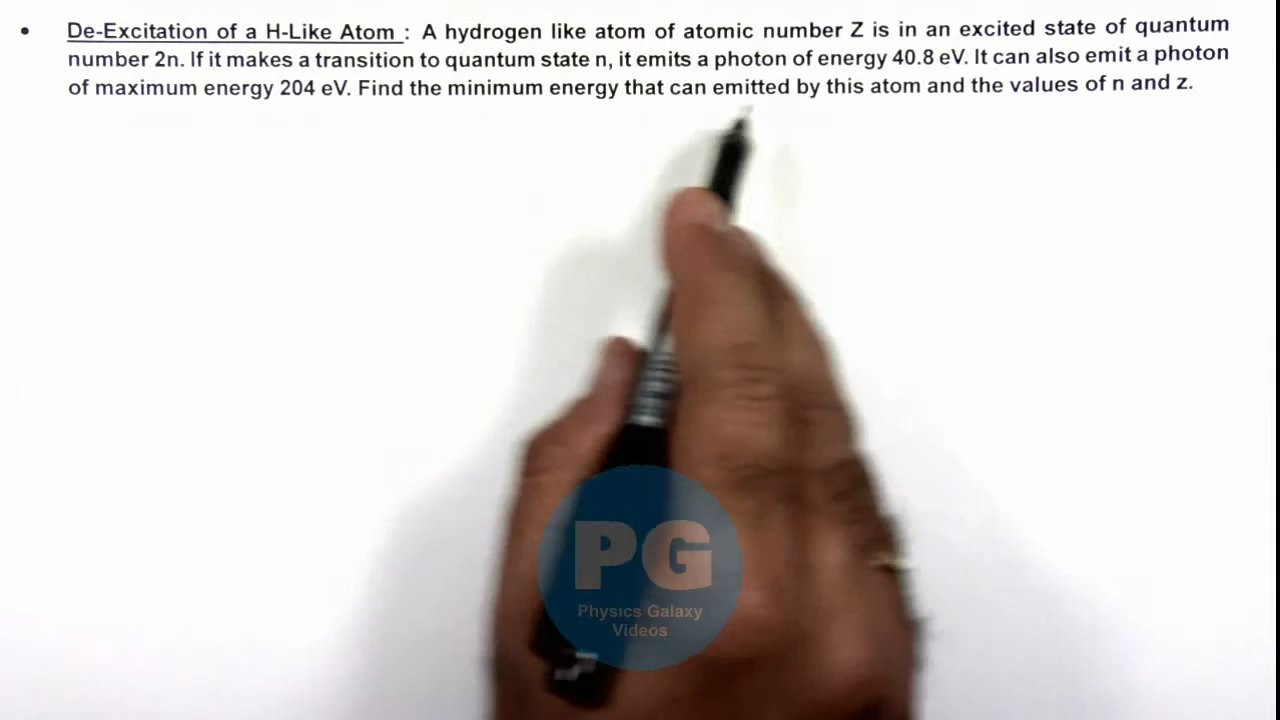 • De-Excitation of a H-Like Atom : A hydrogen like atom of atomic number Z is in an excited state of quantum
number 2n. If it makes a transition to quantum state n, it emits a photon of energy 40.8 eV. It can also emit a photon
of maximum energy 204 eV. Find the minimum energy that can emitted by this atom and the values of n and z.
PG
Physics Galaxy
Videos